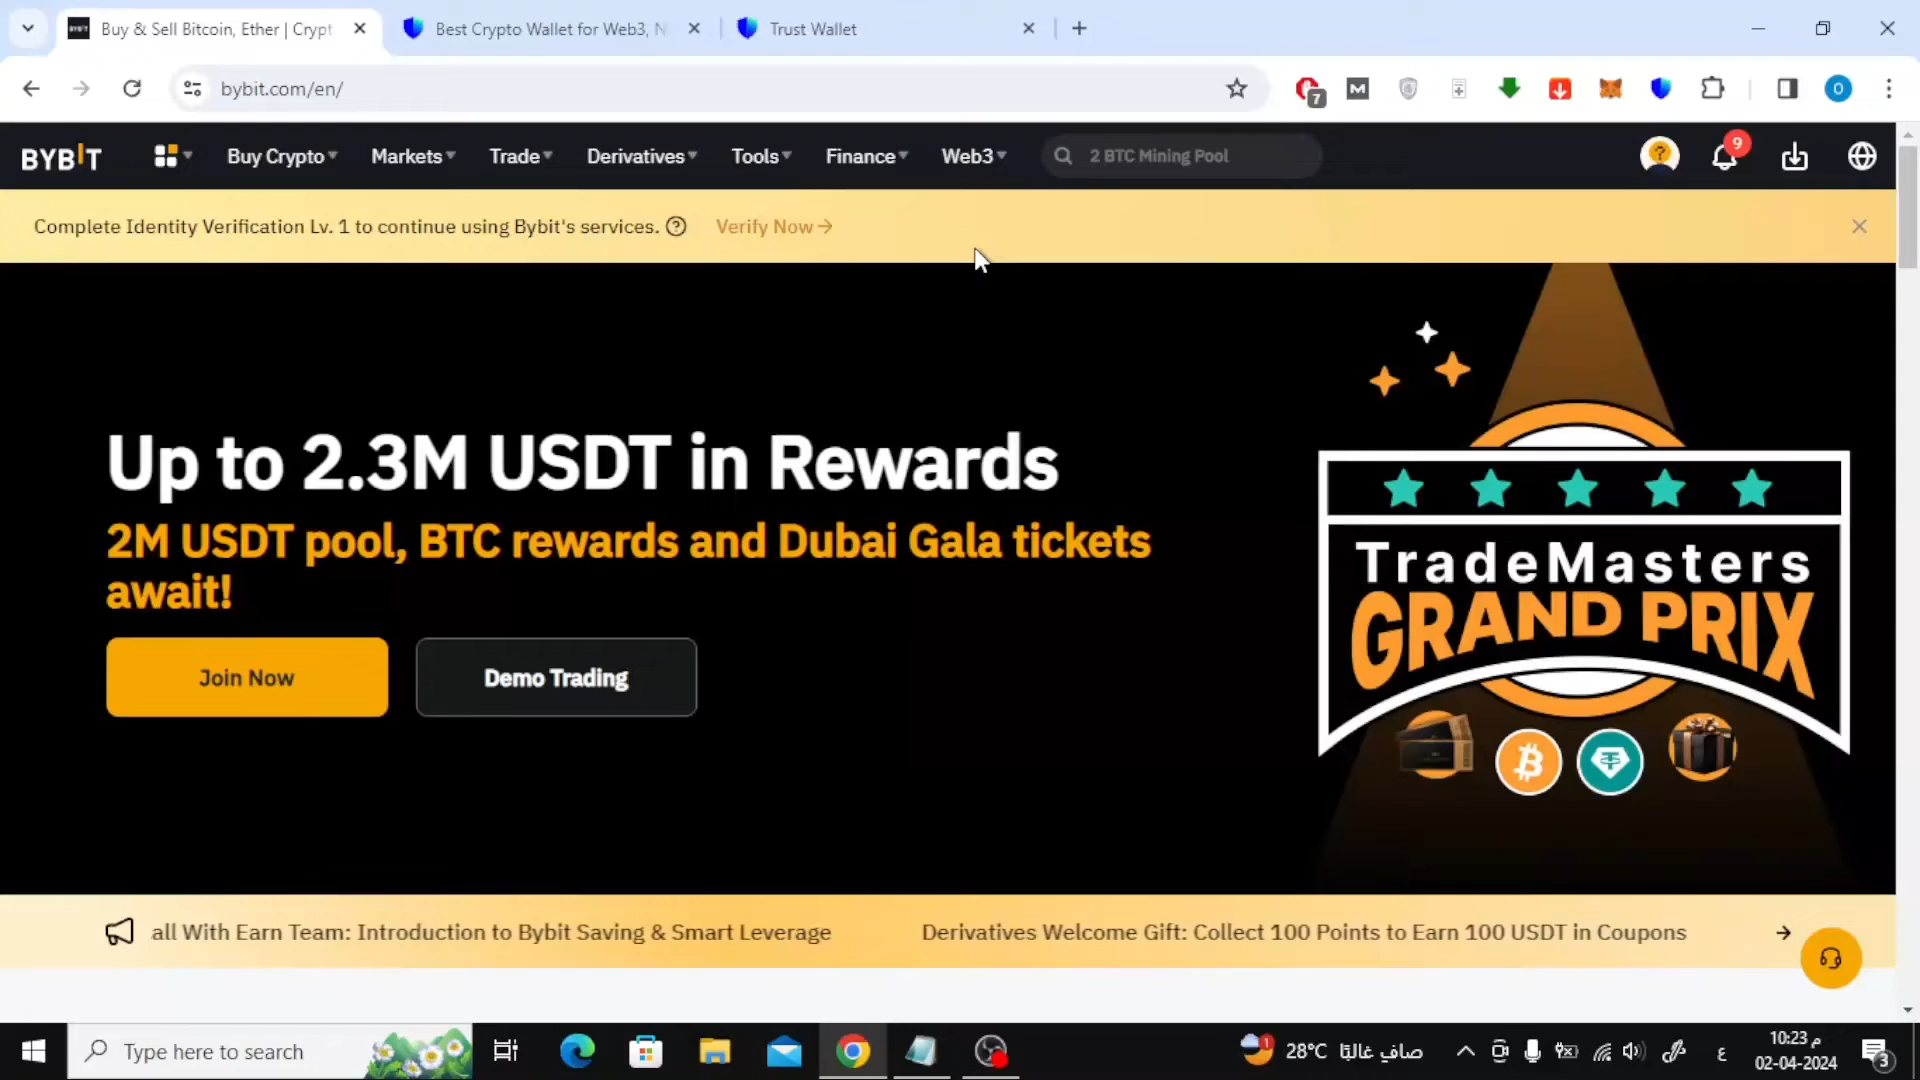 Buy & Sell Bitcoin, Ether | Crypt
Best Crypto Wallet for Web3, N
Trust Wallet
bybit.com/en/
7
O
BYBIT
Buy Crypto
Markets
Trade
Derivatives
Tools
Finance
Web3
2 BTC Mining Pool
9
Complete Identity Verification Lv. 1 to continue using Bybit's services.
Verify Now
Up to 2.3M USDT in Rewards
2M USDT pool, BTC rewards and Dubai Gala tickets
await!
Join Now
Demo Trading
TradeMasters
GRAND PRIX
all With Earn Team: Introduction to Bybit Saving & Smart Leverage
Derivatives Welcome Gift: Collect 100 Points to Earn 100 USDT in Coupons
Type here to search
1
28°C
صافٍ غالبًا
ع
10:23 م
02-04-2024
3